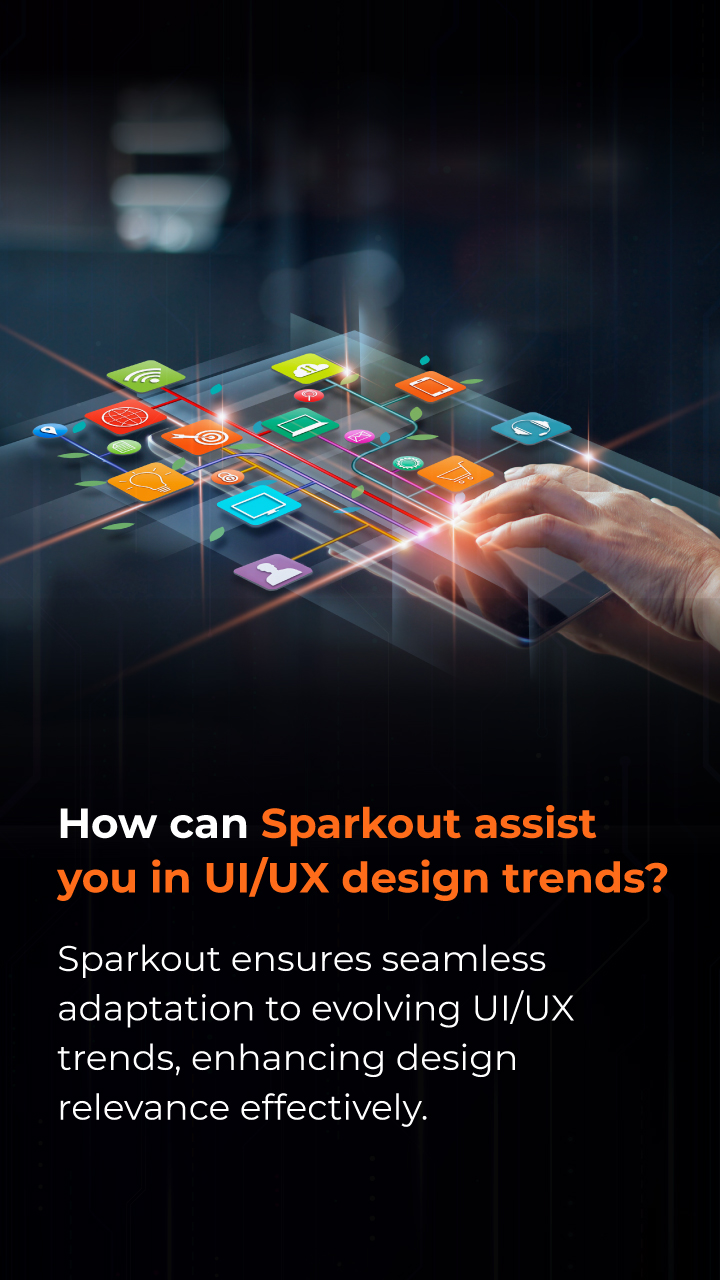 How can Sparkout assist
you in UI/UX design trends?
Sparkout ensures seamless
adaptation to evolving UI/UX
trends, enhancing design
relevance effectively.